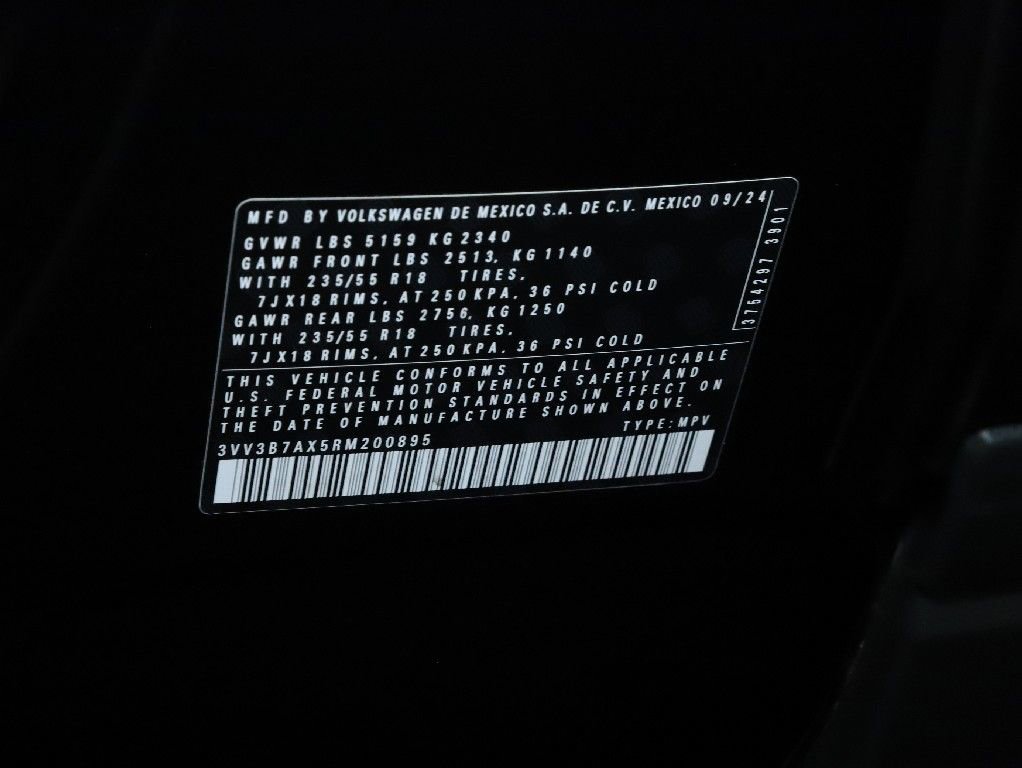 MFD BY VOLKSWAGEN DE MEXICO S.A. DE C.V. MEXICO 09/24
GVWR LBS 5159 KG 2340
GAWR FRONT LBS 2513, KG 1140
WITH 235/55 R18 TIRES,
7JX18 RIMS, AT 250 KPA, 36 PSI COLD
GAWR REAR LBS 2756, KG 1250
WITH 235/55 R18 TIRES,
7JX18 RIMS, AT 250 KPA, 36 PSI COLD
3754297 3901
THIS VEHICLE CONFORMS TO ALL APPLICABLE
U.S. FEDERAL MOTOR VEHICLE SAFETY AND
THEFT PREVENTION STANDARDS IN EFFECT ON
THE DATE OF MANUFACTURE SHOWN ABOVE.
TYPE: MPV
3VV3B7AX5RM200895